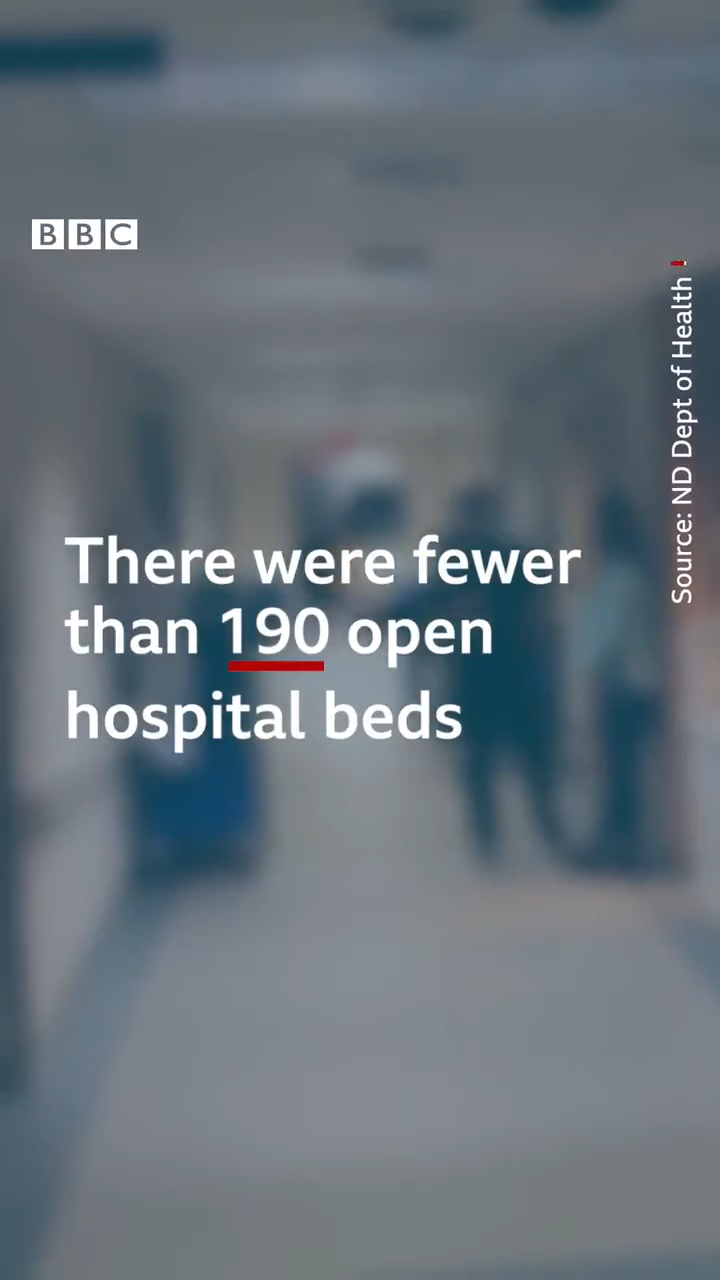 BBC
Source: ND Dept of Health
There were fewer
than 190 open
hospital beds